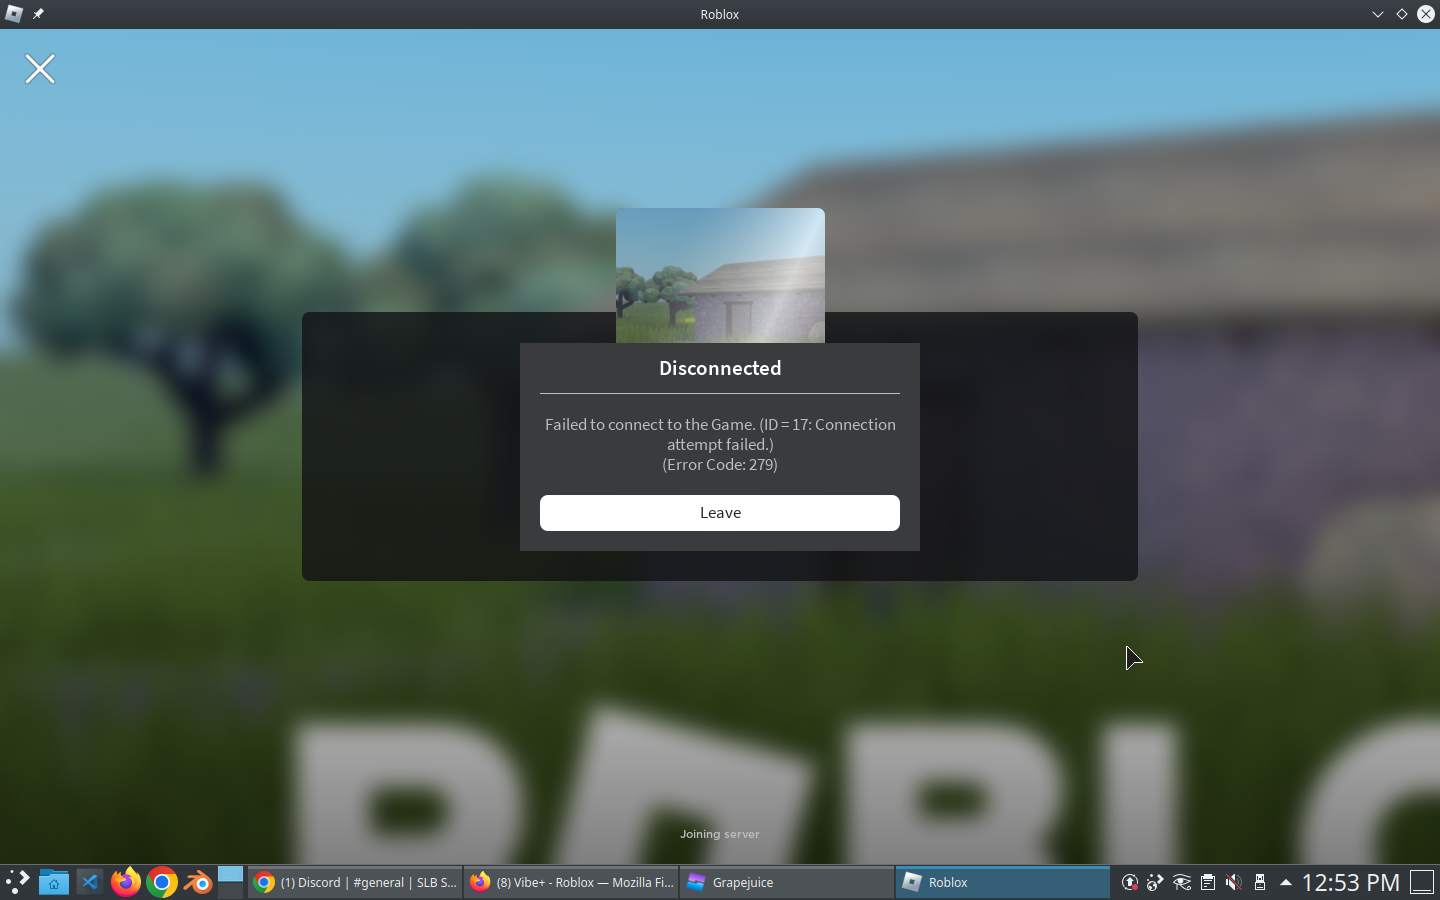 Roblox
Disconnected
Failed to connect to the Game. (ID = 17: Connection
attempt failed.)
(Error Code: 279)
Leave
Joining server
(1) Discord | #general | SLB S...
(8) Vibe+ - Roblox — Mozilla Fi...
Grapejuice
Roblox
12:53 PM